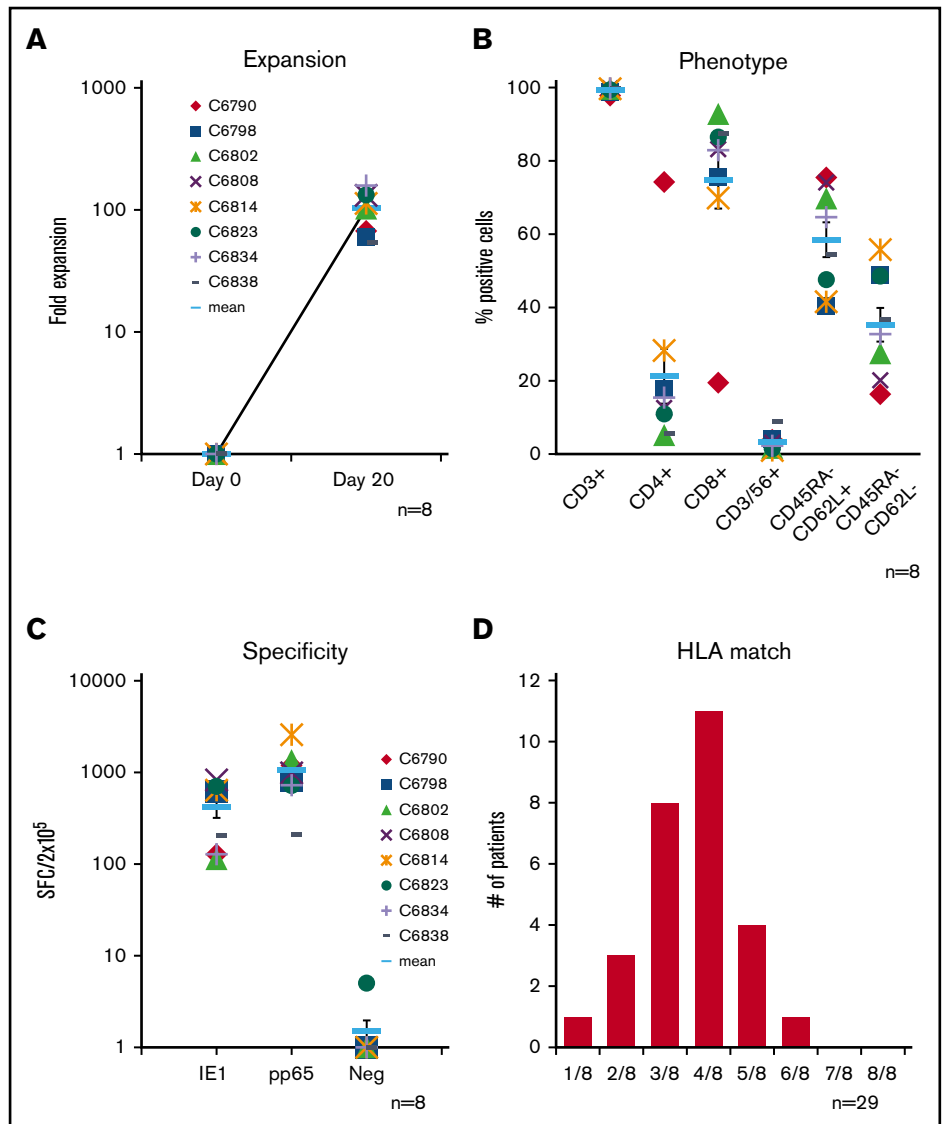 A
Expansion
Fold expansion
1000
100
10
1
C6790
C6798
C6802
C6808
C6814
C6823
C6834
C6838
mean
Day 0
Day 20
n=8
B
Phenotype
% positive cells
100
80
60
40
20
0
CD3+
CD4+
CD8+
CD3/56+
CD45RA-
CD62L+
CD45RA-
CD62L-
n=8
C
Specificity
SFC/2x10⁵
10000
1000
100
10
1
C6790
C6798
C6802
C6808
C6814
C6823
C6834
C6838
mean
IE1
pp65
Neg
n=8
D
HLA match
# of patients
12
10
8
6
4
2
0
1/8
2/8
3/8
4/8
5/8
6/8
7/8
8/8
n=29